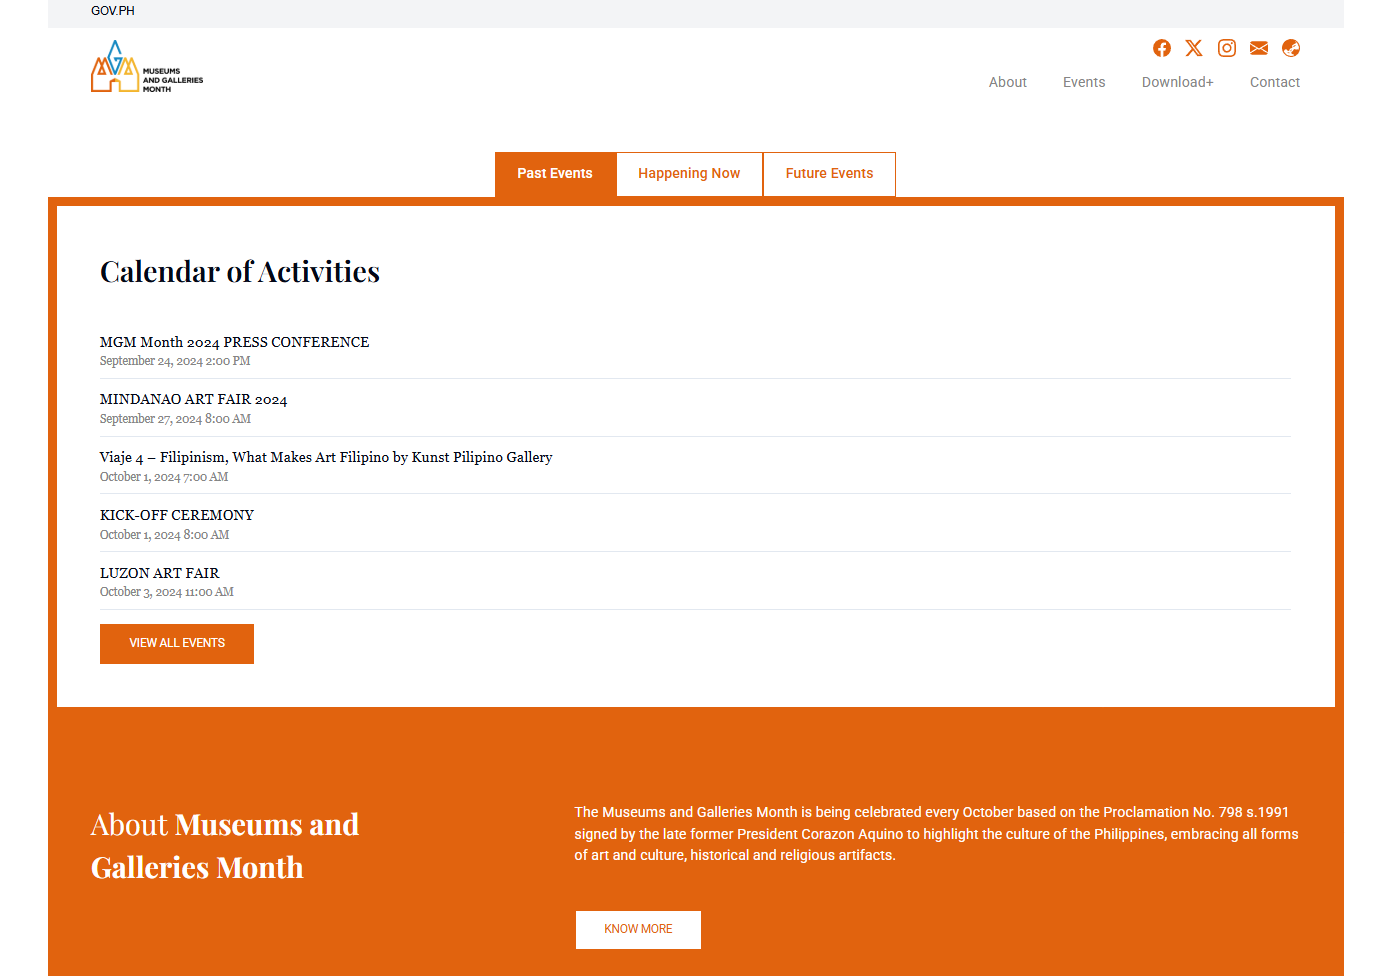 GOV.PH
MUSEUMS
AND GALLERIES
MONTH
About Events Download+ Contact
Past Events Happening Now Future Events
Calendar of Activities
MGM Month 2024 PRESS CONFERENCE
September 24, 2024 2:00 PM
MINDANAO ART FAIR 2024
September 27, 2024 8:00 AM
Viaje 4 – Filipinism, What Makes Art Filipino by Kunst Pilipino Gallery
October 1, 2024 7:00 AM
KICK-OFF CEREMONY
October 1, 2024 8:00 AM
LUZON ART FAIR
October 3, 2024 11:00 AM
VIEW ALL EVENTS
About Museums and
Galleries Month
The Museums and Galleries Month is being celebrated every October based on the Proclamation No. 798 s.1991
signed by the late former President Corazon Aquino to highlight the culture of the Philippines, embracing all forms
of art and culture, historical and religious artifacts.
KNOW MORE